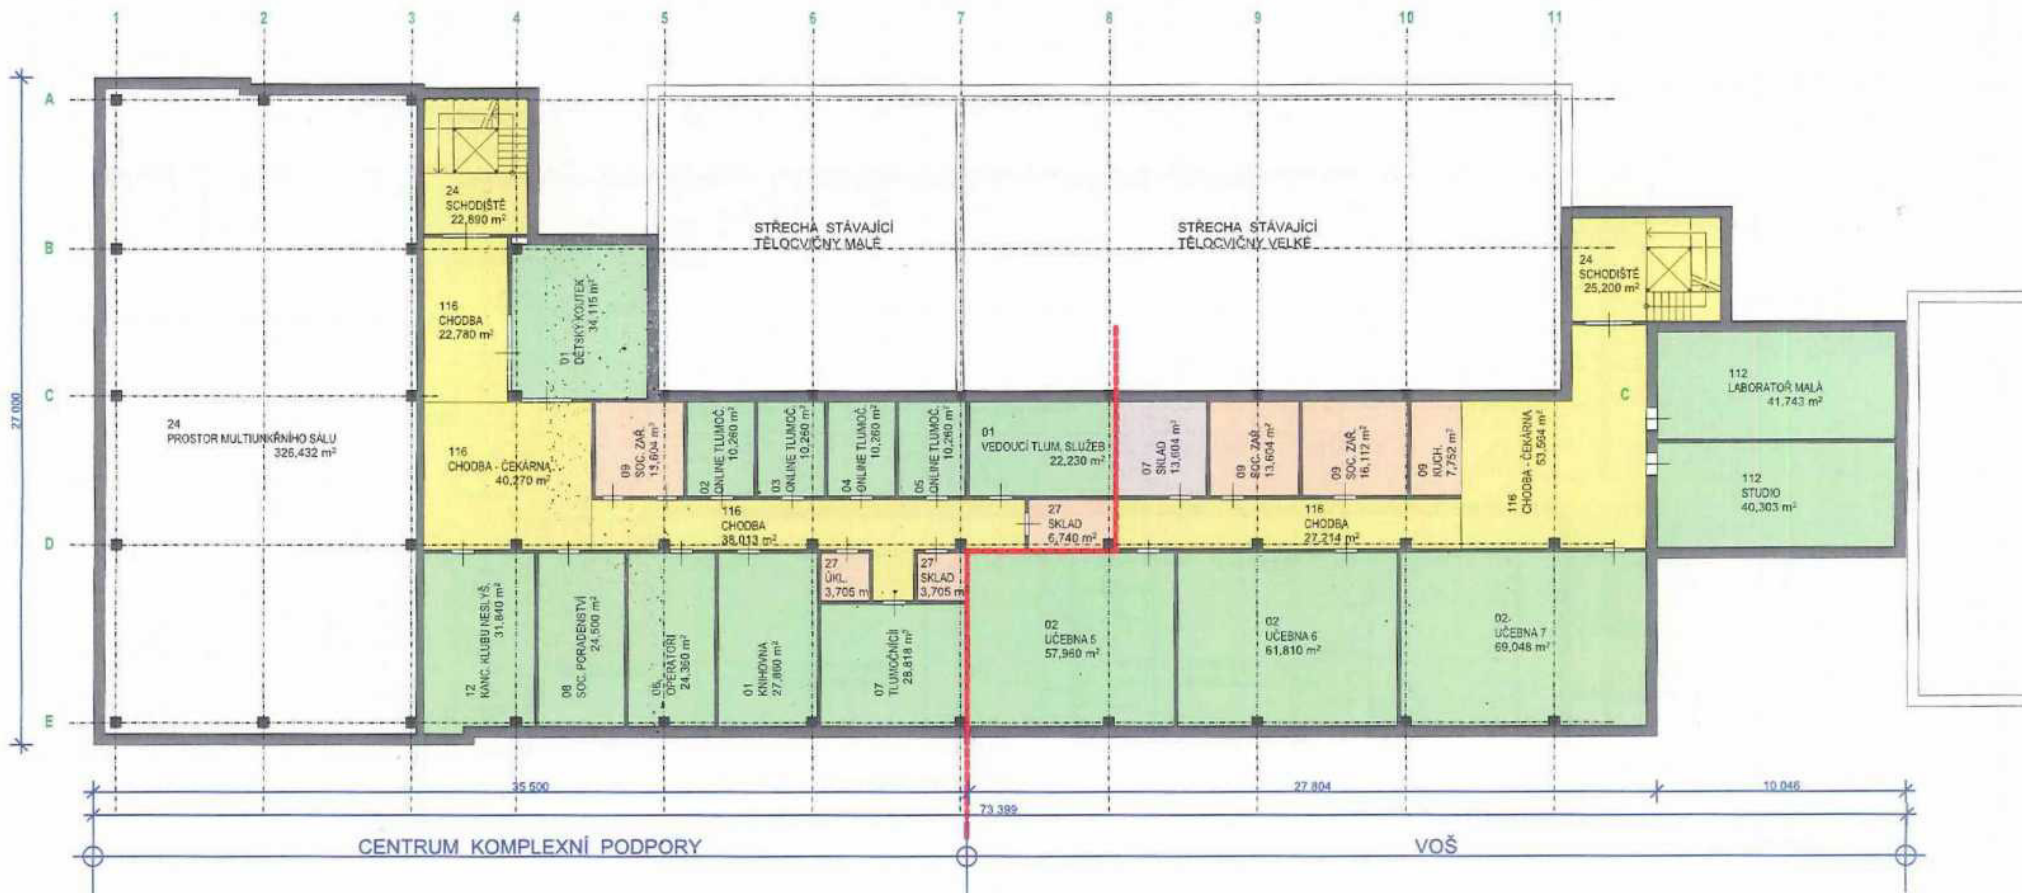 1 2 3 4 5 6 7 8 9 10 11
A
B
C
D
E
C
27 000
24
SCHODIŠTĚ
22,890 m²
STŘECHA STÁVAJÍCÍ
TĚLOCVIČNY MALÉ
STŘECHA STÁVAJÍCÍ
TĚLOCVIČNY VELKÉ
24
SCHODIŠTĚ
25,200 m²
116
CHODBA
22,780 m²
01
DĚTSKÝ KOUTEK
34,115 m²
112
LABORATOŘ MALÁ
41,743 m²
24
PROSTOR MULTIUNKŘNÍHO SÁLU
326,432 m²
116
CHODBA - ČEKÁRNA
40,270 m²
09
SOC. ZAŘ.
13,604 m²
02
ONLINE TLUMOČ.
10,260 m²
03
ONLINE TLUMOČ.
10,260 m²
04
ONLINE TLUMOČ.
10,260 m²
05
ONLINE TLUMOČ.
10,260 m²
01
VEDOUCÍ TLUM. SLUŽEB
22,230 m²
07
SKLAD
13,604 m²
09
SOC. ZAŘ.
13,604 m²
09
SOC. ZAŘ.
16,112 m²
09
KUCH.
7,752 m²
116
CHODBA - ČEKÁRNA
53,564 m²
112
STUDIO
40,303 m²
116
CHODBA
38,013 m²
27
SKLAD
6,740 m²
116
CHODBA
27,214 m²
27
ÚKL.
3,705 m
27
SKLAD
3,705 m²
12
KANC. KLUBU NESLYŠ.
31,840 m²
08
SOC. PORADENSTVÍ
24,500 m²
06
OPERÁTOŘI
24,360 m²
01
KNIHOVNA
27,860 m²
07
TLUMOČNÍCÍ
28,818 m²
02
UČEBNA 5
57,960 m²
02
UČEBNA 6
61,810 m²
02
UČEBNA 7
69,048 m²
35 500
27 804
10 046
73 399
CENTRUM KOMPLEXNÍ PODPORY
VOŠ